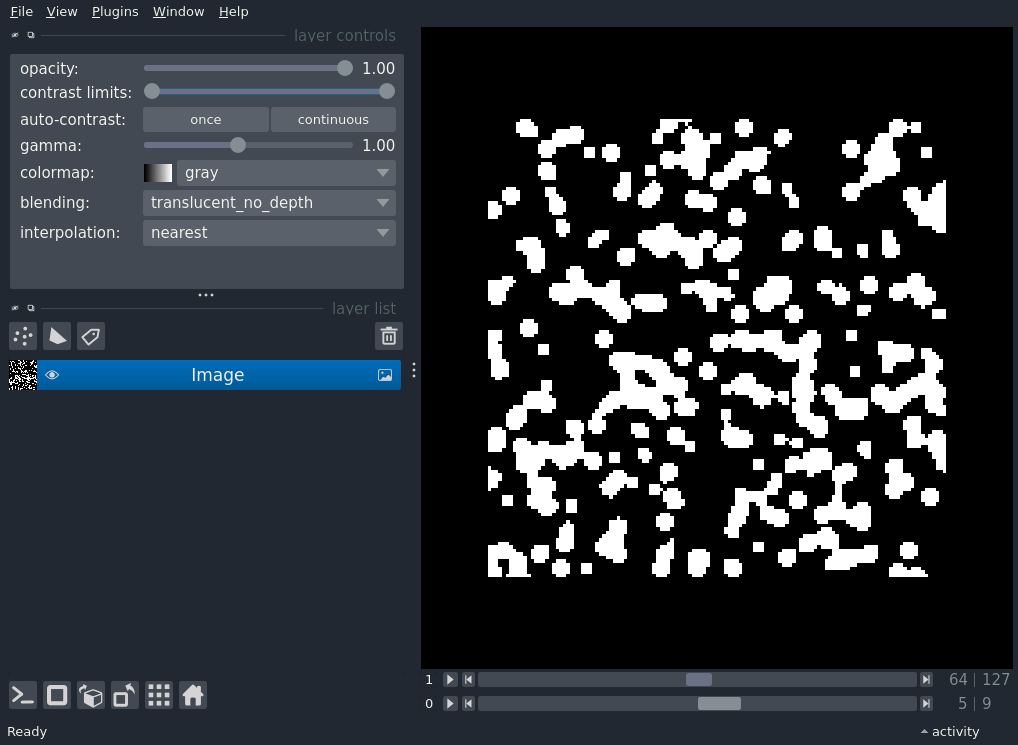 File View Plugins Window Help
layer controls
opacity: 1.00
contrast limits:
auto-contrast: once continuous
gamma: 1.00
colormap: gray
blending: translucent_no_depth
interpolation: nearest
layer list
Image
1 64 | 127
0 5 | 9
Ready activity